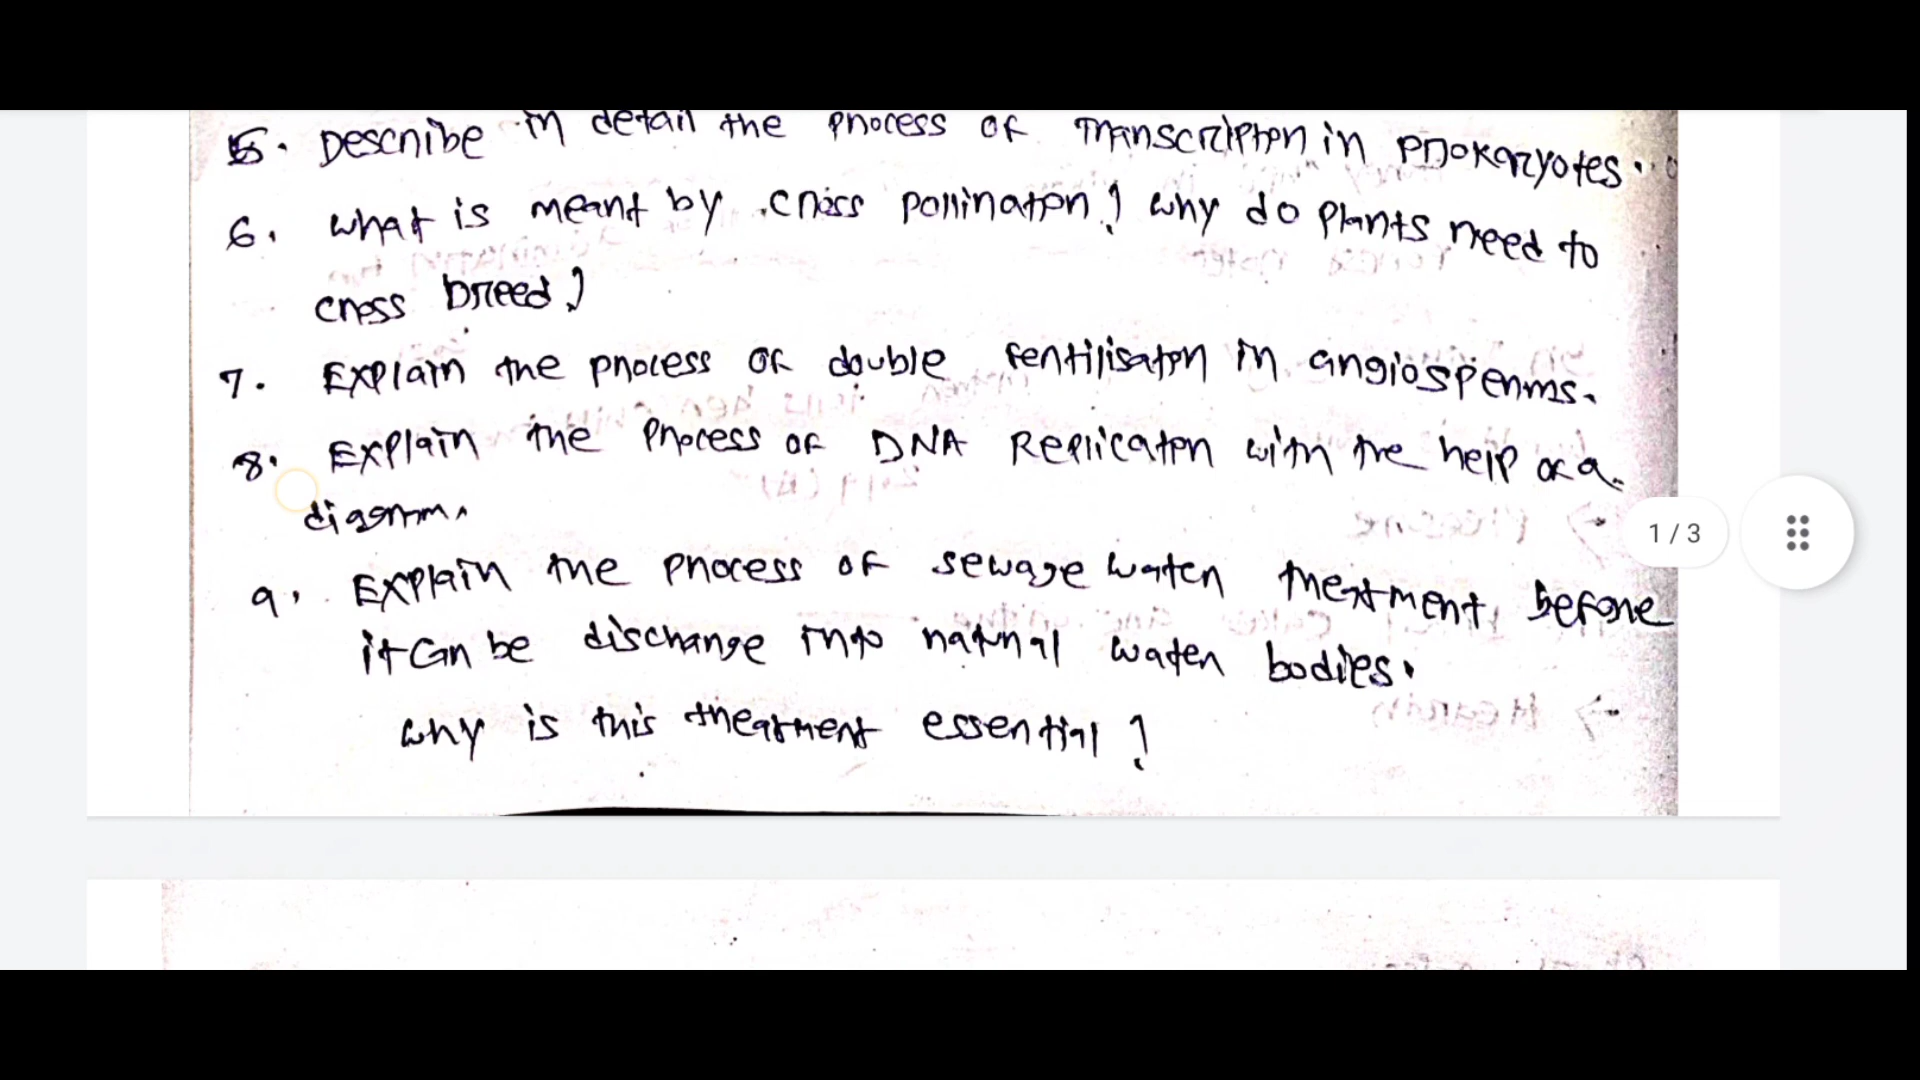 5. Describe in detail the process of Transcription in prokaryotes.
6. what is meant by cross pollination? why do plants need to
cross breed?
7. Explain the process of double fertilisation in angiosperms.
8. Explain the process of DNA Replication with the help of a
diagram.
9. Explain the process of sewage water treatment, before
it can be discharge into natural water bodies.
why is this treatment essential?
1 / 3